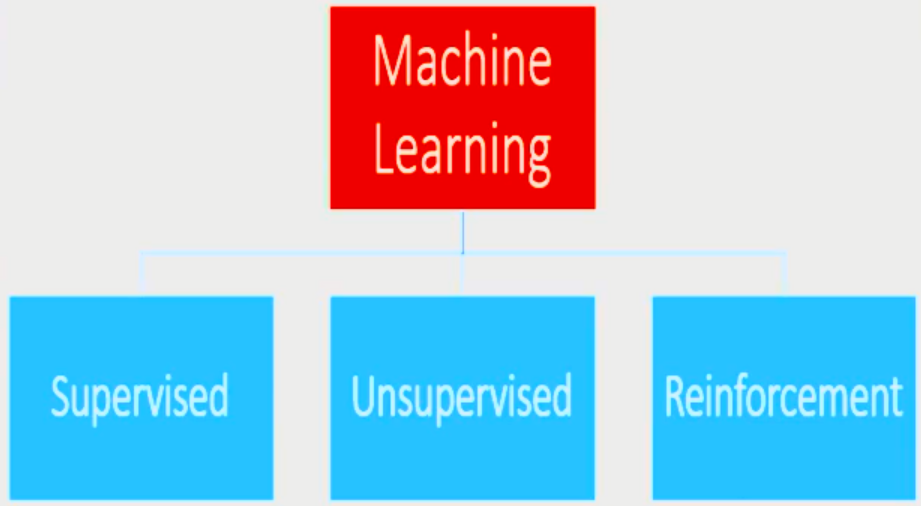 Machine
Learning
Supervised
Unsupervised
Reinforcement